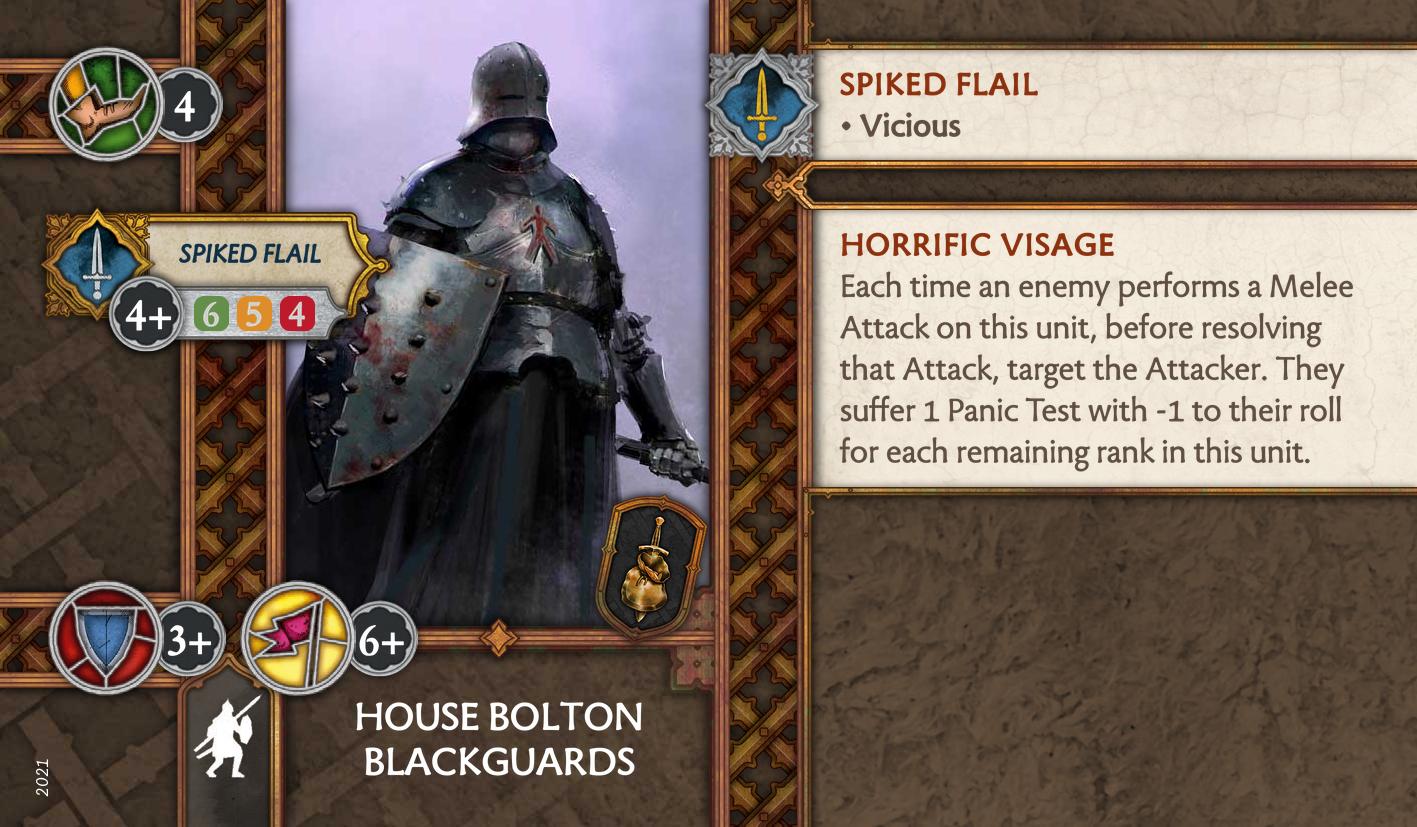 4
SPIKED FLAIL
4+ 6 5 4
3+ 6+
HOUSE BOLTON
BLACKGUARDS
2021
SPIKED FLAIL
• Vicious
HORRIFIC VISAGE
Each time an enemy performs a Melee
Attack on this unit, before resolving
that Attack, target the Attacker. They
suffer 1 Panic Test with -1 to their roll
for each remaining rank in this unit.